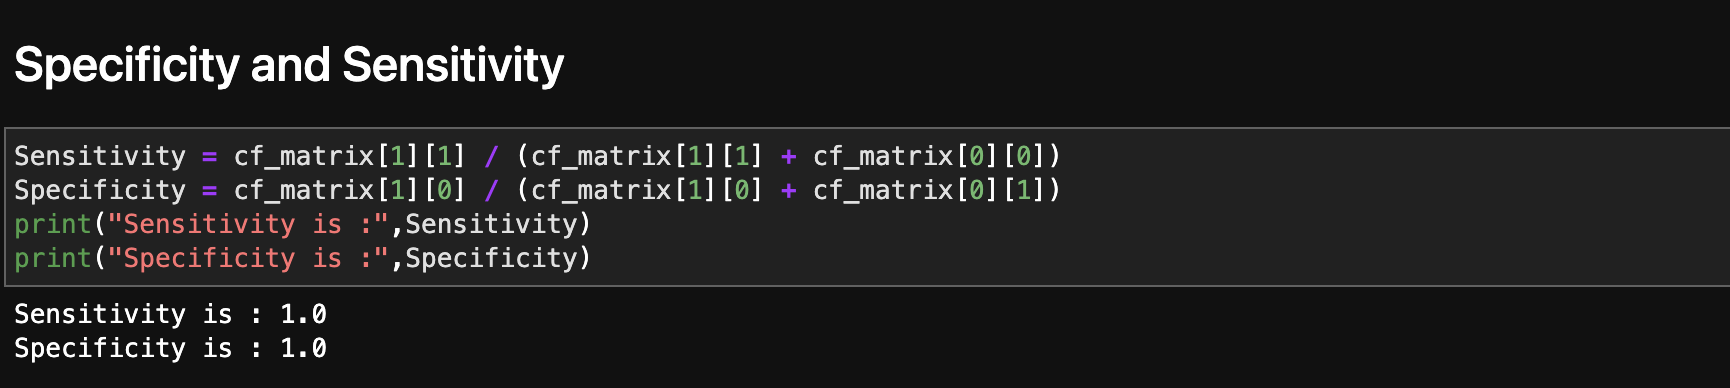 Specificity and Sensitivity
Sensitivity = cf_matrix[1][1] / (cf_matrix[1][1] + cf_matrix[0][0])
Specificity = cf_matrix[1][0] / (cf_matrix[1][0] + cf_matrix[0][1])
print("Sensitivity is :",Sensitivity)
print("Specificity is :",Specificity)
Sensitivity is : 1.0
Specificity is : 1.0